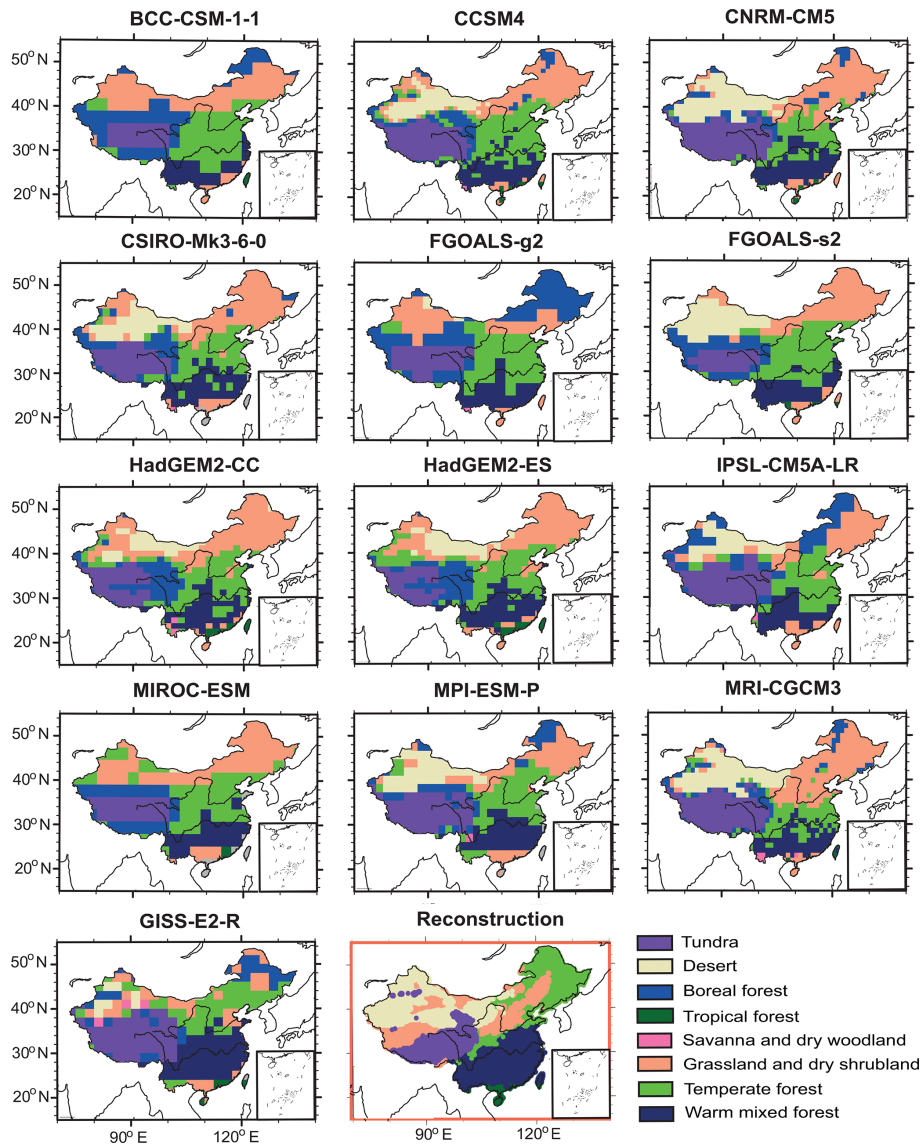 BCC-CSM-1-1 CCSM4 CNRM-CM5
50° N
40° N
30° N
20° N
CSIRO-Mk3-6-0 FGOALS-g2 FGOALS-s2
50° N
40° N
30° N
20° N
HadGEM2-CC HadGEM2-ES IPSL-CM5A-LR
50° N
40° N
30° N
20° N
MIROC-ESM MPI-ESM-P MRI-CGCM3
50° N
40° N
30° N
20° N
GISS-E2-R Reconstruction
50° N
40° N
30° N
20° N
90° E 120° E 90° E 120° E
Tundra
Desert
Boreal forest
Tropical forest
Savanna and dry woodland
Grassland and dry shrubland
Temperate forest
Warm mixed forest